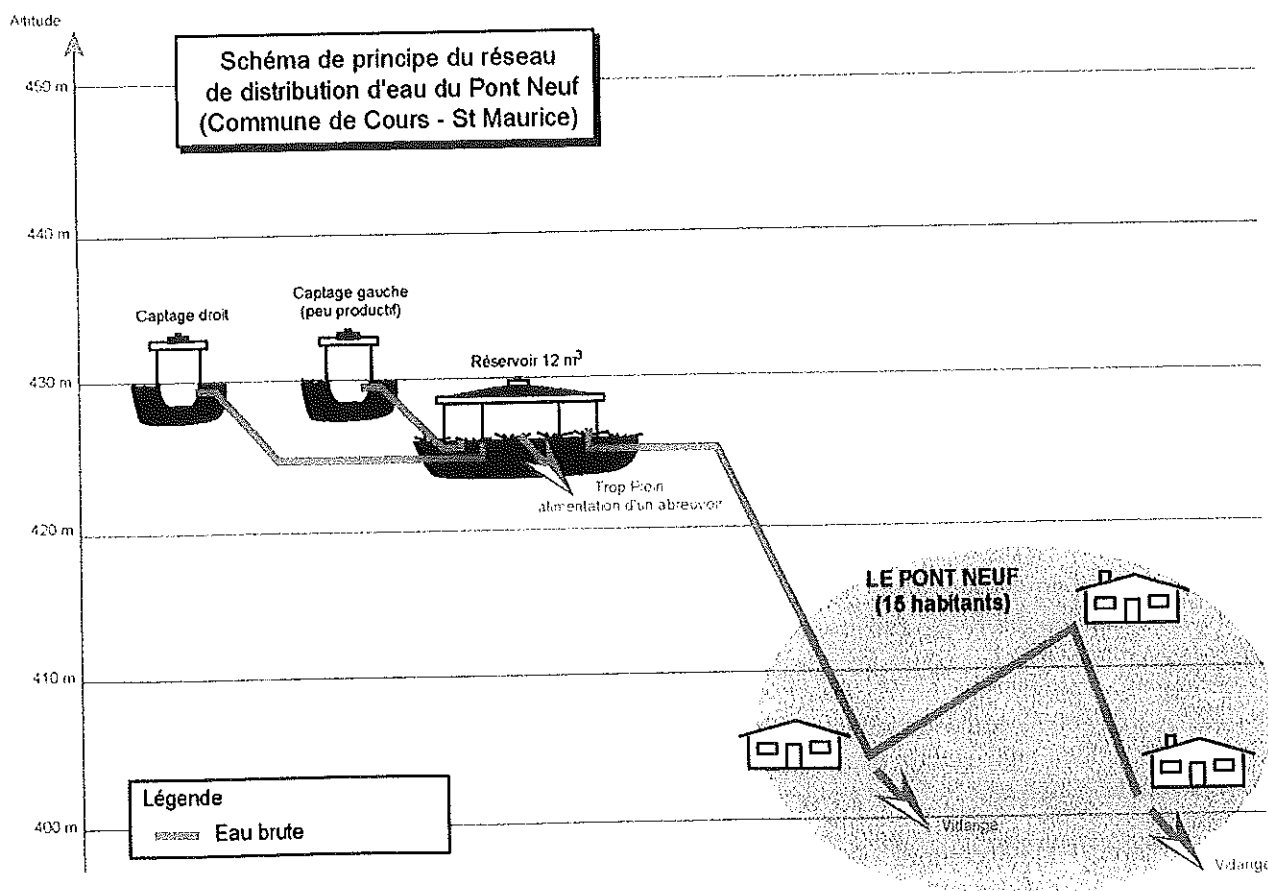 Altitude
Schéma de principe du réseau
de distribution d'eau du Pont Neuf
(Commune de Cours - St Maurice)
450 m
440 m
Captage droit
Captage gauche
(peu productif)
Réservoir 12 m³
430 m
Trop Plein
alimentation d'un abreuvoir
420 m
LE PONT NEUF
(15 habitants)
410 m
Légende
Eau brute
400 m
Vidange
Vidange